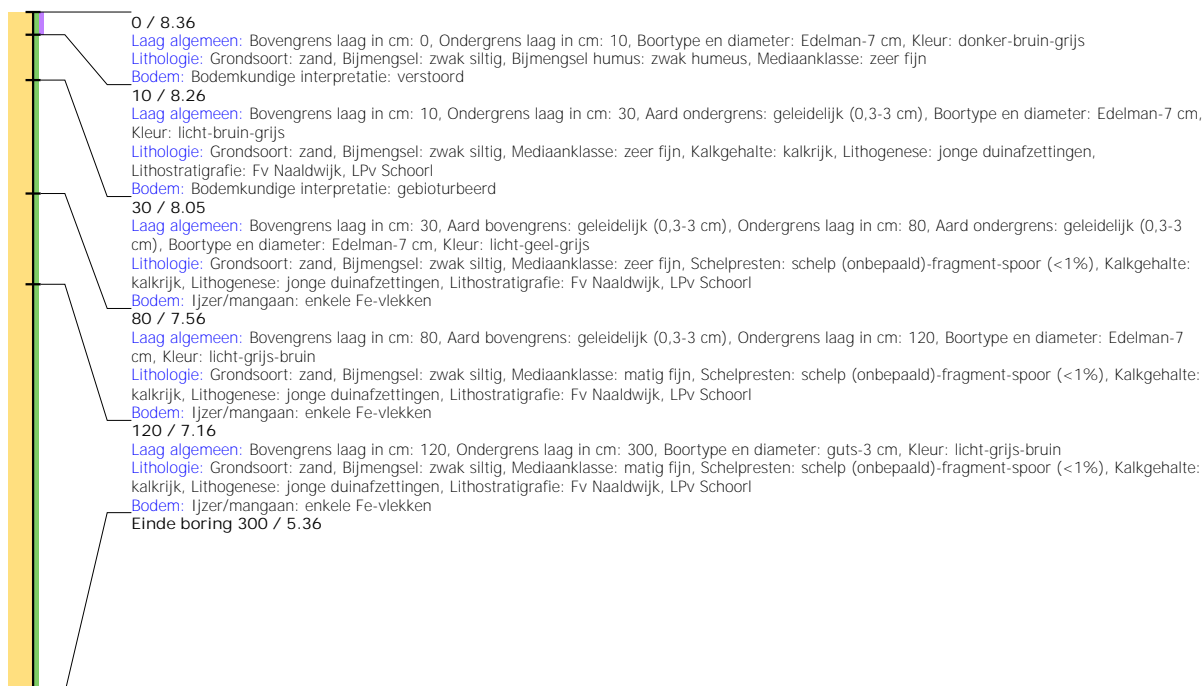 0 / 8.36
Laag algemeen: Bovengrens laag in cm: 0, Ondergrens laag in cm: 10, Boortype en diameter: Edelman-7 cm, Kleur: donker-bruin-grijs
Lithologie: Grondsoort: zand, Bijmengsel: zwak siltig, Bijmengsel humus: zwak humeus, Mediaanklasse: zeer fijn
Bodem: Bodemkundige interpretatie: verstoord
10 / 8.26
Laag algemeen: Bovengrens laag in cm: 10, Ondergrens laag in cm: 30, Aard ondergrens: geleidelijk (0,3-3 cm), Boortype en diameter: Edelman-7 cm,
Kleur: licht-bruin-grijs
Lithologie: Grondsoort: zand, Bijmengsel: zwak siltig, Mediaanklasse: zeer fijn, Kalkgehalte: kalkrijk, Lithogenese: jonge duinafzettingen,
Lithostratigrafie: Fv Naaldwijk, LPv Schoorl
Bodem: Bodemkundige interpretatie: gebioturbeerd
30 / 8.05
Laag algemeen: Bovengrens laag in cm: 30, Aard bovengrens: geleidelijk (0,3-3 cm), Ondergrens laag in cm: 80, Aard ondergrens: geleidelijk (0,3-3
cm), Boortype en diameter: Edelman-7 cm, Kleur: licht-geel-grijs
Lithologie: Grondsoort: zand, Bijmengsel: zwak siltig, Mediaanklasse: zeer fijn, Schelpresten: schelp (onbepaald)-fragment-spoor (<1%), Kalkgehalte:
kalkrijk, Lithogenese: jonge duinafzettingen, Lithostratigrafie: Fv Naaldwijk, LPv Schoorl
Bodem: Ijzer/mangaan: enkele Fe-vlekken
80 / 7.56
Laag algemeen: Bovengrens laag in cm: 80, Aard bovengrens: geleidelijk (0,3-3 cm), Ondergrens laag in cm: 120, Boortype en diameter: Edelman-7
cm, Kleur: licht-grijs-bruin
Lithologie: Grondsoort: zand, Bijmengsel: zwak siltig, Mediaanklasse: matig fijn, Schelpresten: schelp (onbepaald)-fragment-spoor (<1%), Kalkgehalte:
kalkrijk, Lithogenese: jonge duinafzettingen, Lithostratigrafie: Fv Naaldwijk, LPv Schoorl
Bodem: Ijzer/mangaan: enkele Fe-vlekken
120 / 7.16
Laag algemeen: Bovengrens laag in cm: 120, Ondergrens laag in cm: 300, Boortype en diameter: guts-3 cm, Kleur: licht-grijs-bruin
Lithologie: Grondsoort: zand, Bijmengsel: zwak siltig, Mediaanklasse: matig fijn, Schelpresten: schelp (onbepaald)-fragment-spoor (<1%), Kalkgehalte:
kalkrijk, Lithogenese: jonge duinafzettingen, Lithostratigrafie: Fv Naaldwijk, LPv Schoorl
Bodem: Ijzer/mangaan: enkele Fe-vlekken
Einde boring 300 / 5.36